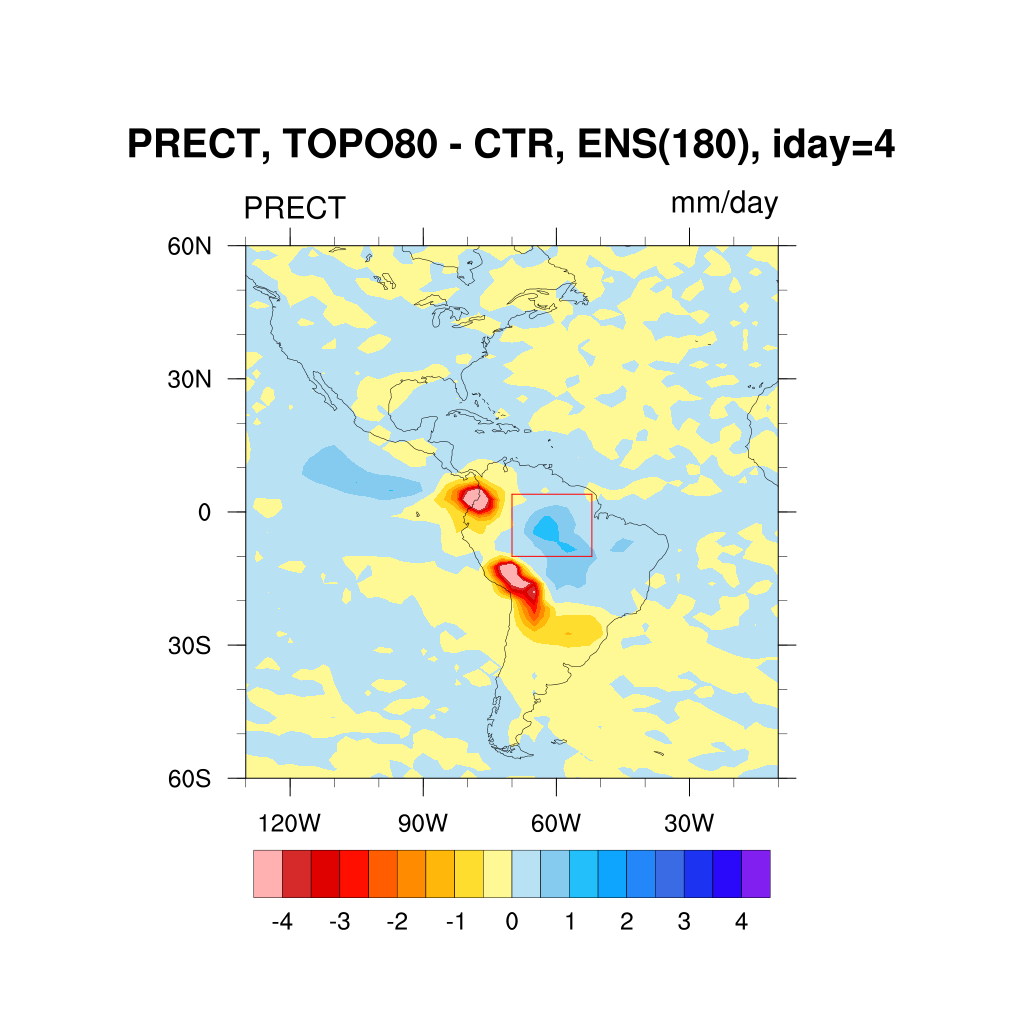 PRECT, TOPO80 - CTR, ENS(180), iday=4
PRECT mm/day
60N
30N
0
30S
60S
120W 90W 60W 30W
-4 -3 -2 -1 0 1 2 3 4